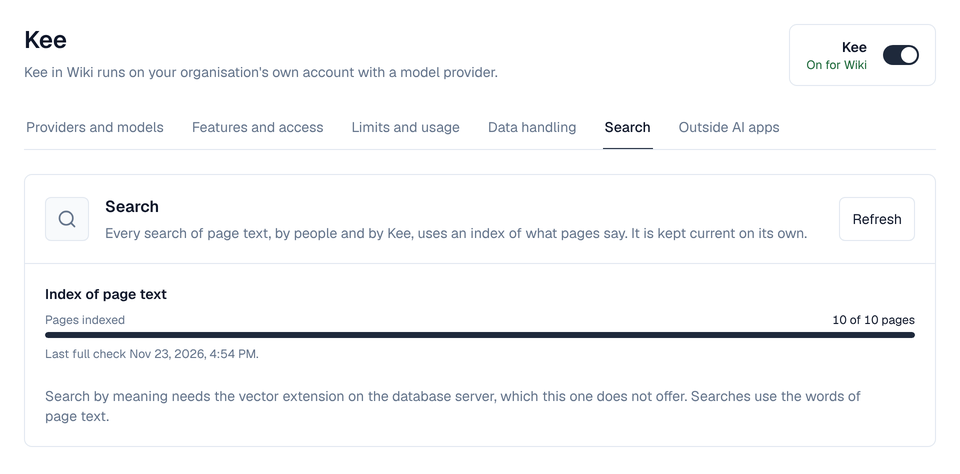 Kee
Kee in Wiki runs on your organisation's own account with a model provider.
Kee
On for Wiki
Providers and models
Features and access
Limits and usage
Data handling
Search
Outside AI apps
Search
Every search of page text, by people and by Kee, uses an index of what pages say. It is kept current on its own.
Refresh
Index of page text
Pages indexed
10 of 10 pages
Last full check Nov 23, 2026, 4:54 PM.
Search by meaning needs the vector extension on the database server, which this one does not offer. Searches use the words of
page text.